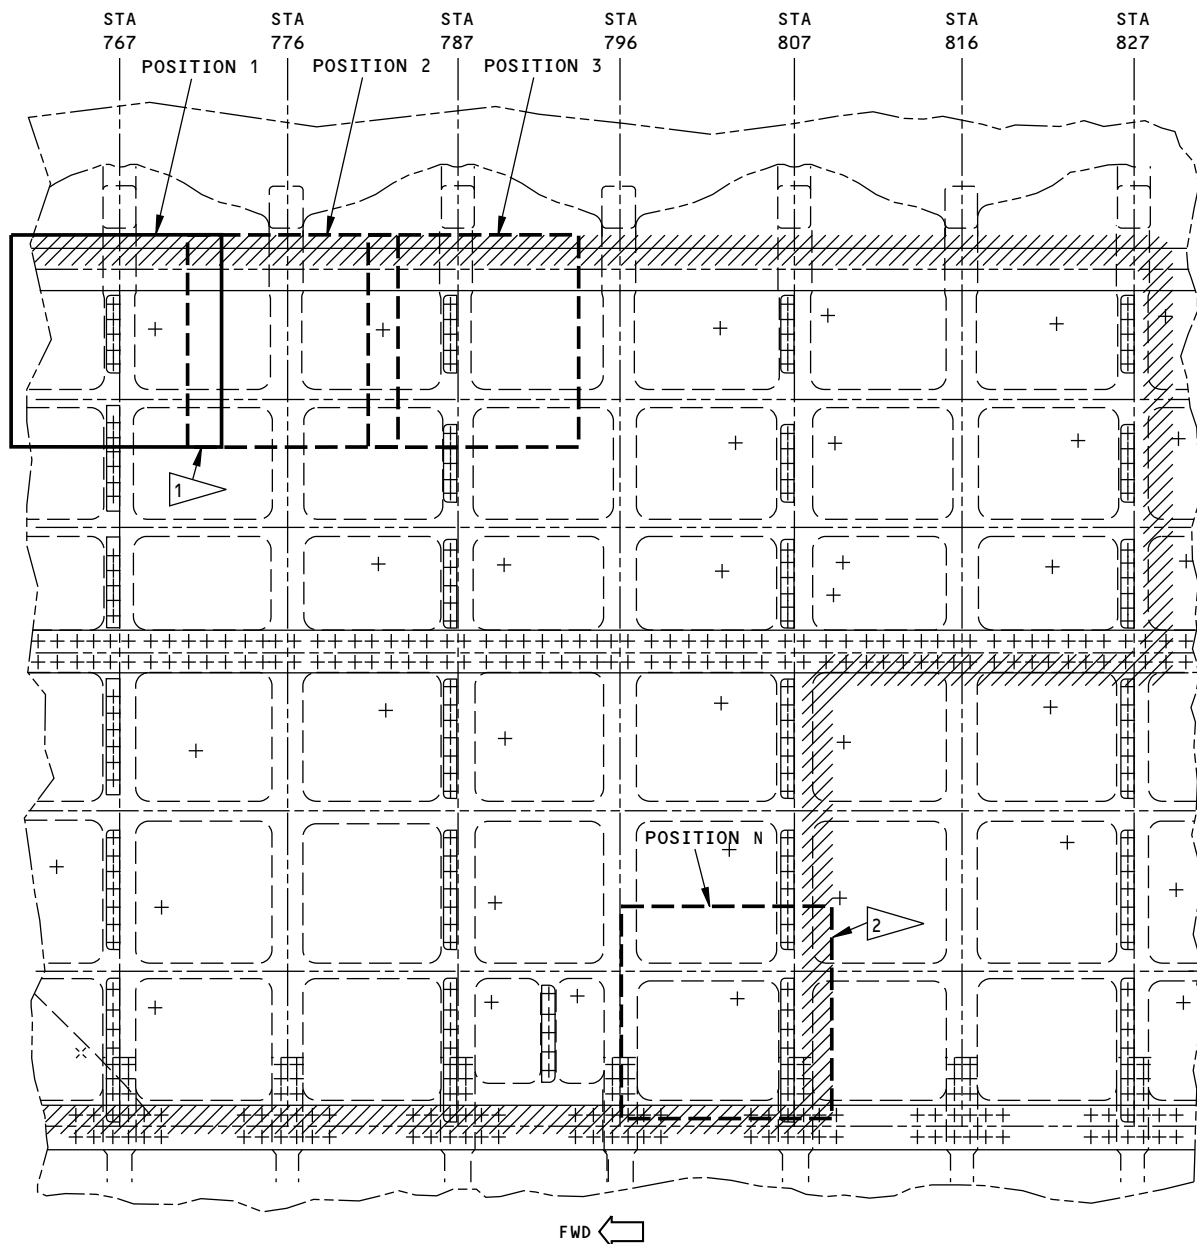 STA STA STA STA STA STA STA
767 776 787 796 807 816 827
POSITION 1 POSITION 2 POSITION 3
1
POSITION N
2
FWD